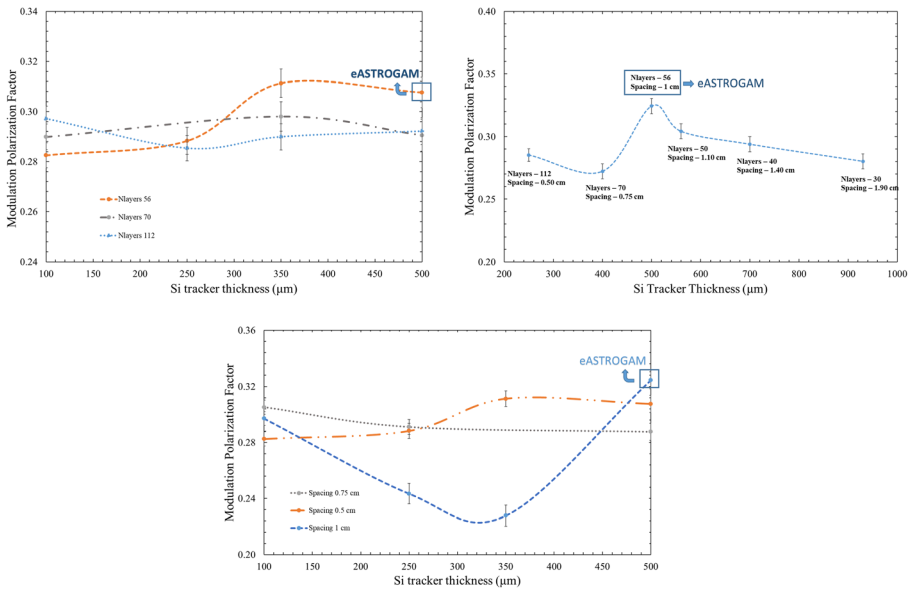 0.34
0.32
0.30
0.28
0.26
0.24
Modulation Polarization Factor
eASTROGAM
Nlayers 56
Nlayers 70
Nlayers 112
100 150 200 250 300 350 400 450 500
Si tracker thickness (µm)
0.40
0.35
0.30
0.25
0.20
Modulation Polarization Factor
Nlayers – 56
Spacing – 1 cm
eASTROGAM
Nlayers – 112
Spacing – 0.50 cm
Nlayers – 70
Spacing – 0.75 cm
Nlayers – 50
Spacing – 1.10 cm
Nlayers – 40
Spacing – 1.40 cm
Nlayers – 30
Spacing – 1.90 cm
200 300 400 500 600 700 800 900 1000
Si Tracker Thickness (µm)
0.36
0.32
0.28
0.24
0.20
Modulation Polarization Factor
eASTROGAM
Spacing 0.75 cm
Spacing 0.5 cm
Spacing 1 cm
100 150 200 250 300 350 400 450 500
Si tracker thickness (µm)